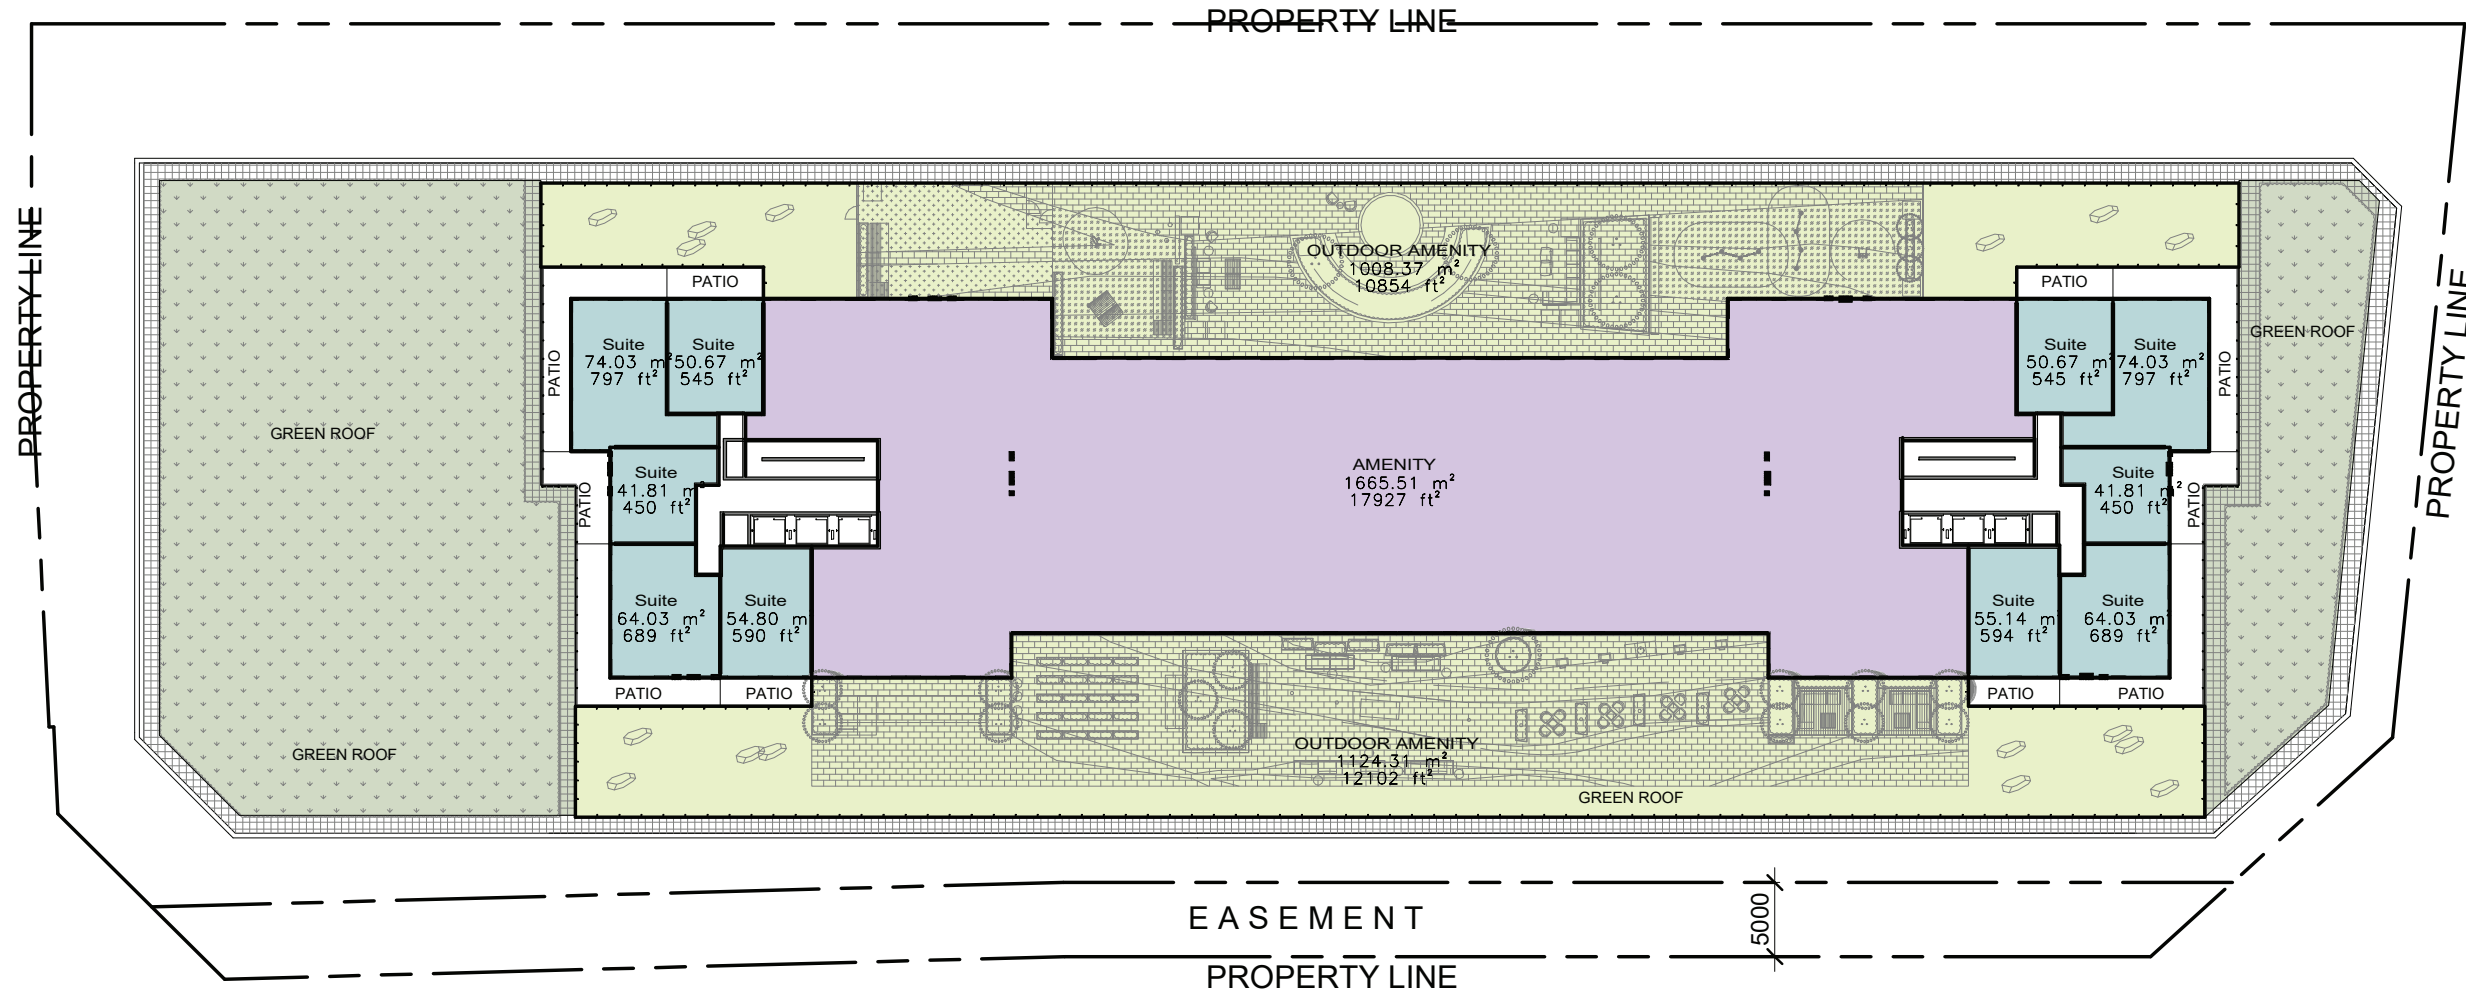 PROPERTY LINE
PROPERTY LINE
PROPERTY LINE
PROPERTY LINE
OUTDOOR AMENITY
1008.37 m²
10854 ft²
PATIO
PATIO
GREEN ROOF
Suite
74.03 m²
797 ft²
Suite
50.67 m²
545 ft²
Suite
50.67 m²
545 ft²
Suite
74.03 m²
797 ft²
PATIO
PATIO
GREEN ROOF
AMENITY
1665.51 m²
17927 ft²
Suite
41.81 m²
450 ft²
Suite
41.81 m²
450 ft²
PATIO
PATIO
Suite
64.03 m²
689 ft²
Suite
54.80 m
590 ft²
Suite
55.14 m
594 ft²
Suite
64.03 m
689 ft²
PATIO
PATIO
PATIO
PATIO
GREEN ROOF
OUTDOOR AMENITY
1124.31 m²
12102 ft²
GREEN ROOF
EASEMENT
5000
PROPERTY LINE